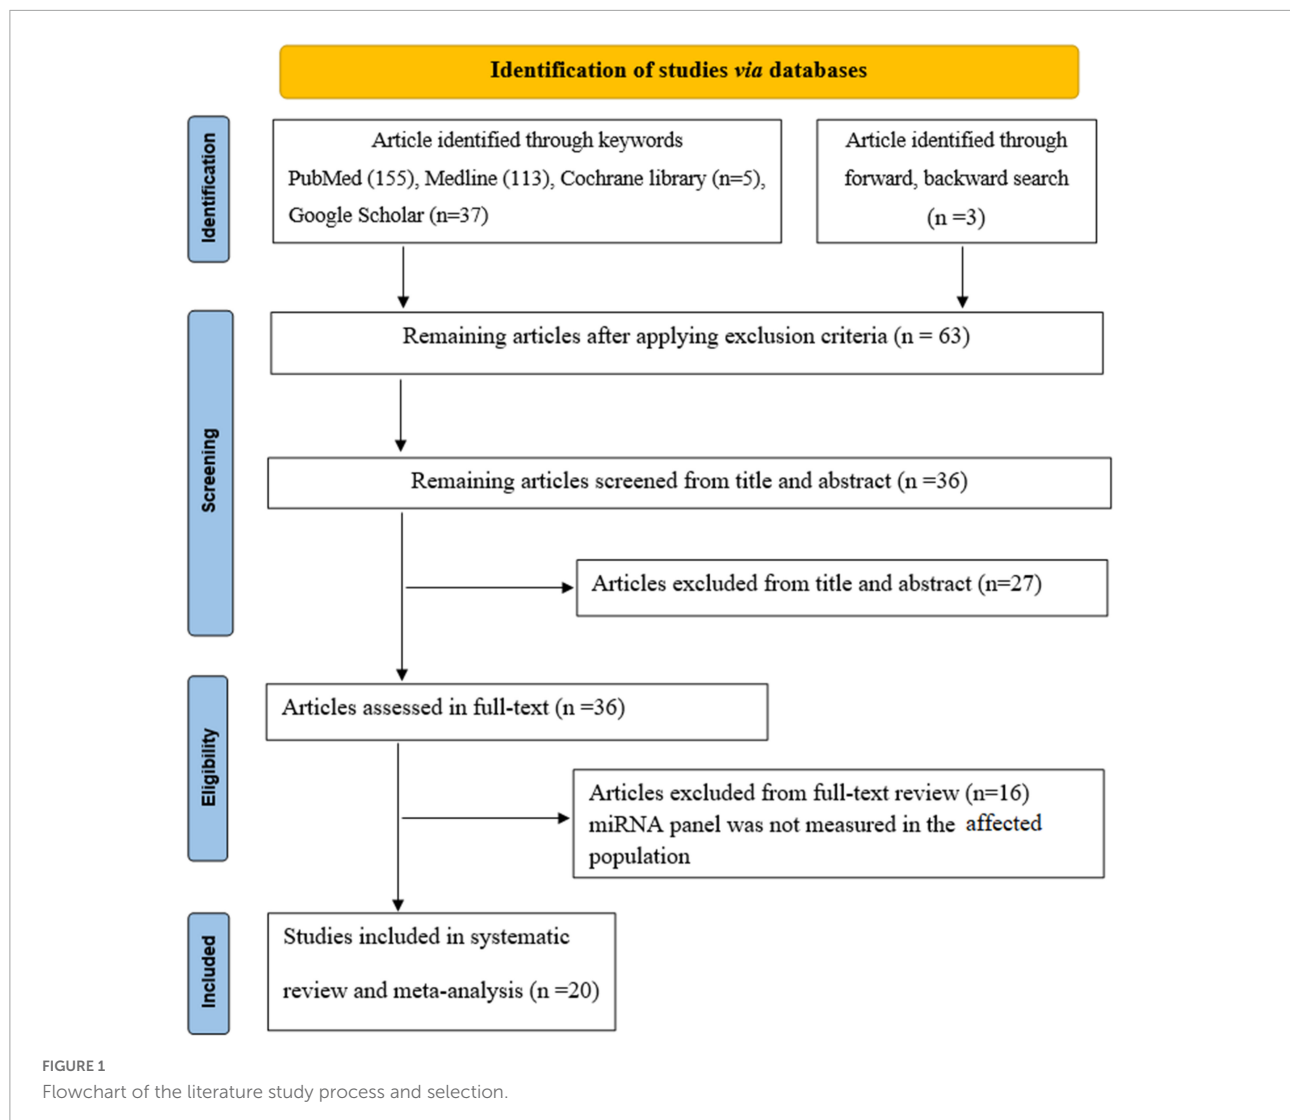 Identification of studies via databases
Identification
Article identified through keywords
PubMed (155), Medline (113), Cochrane library (n=5),
Google Scholar (n=37)
Article identified through
forward, backward search
(n =3)
Screening
Remaining articles after applying exclusion criteria (n = 63)
Remaining articles screened from title and abstract (n =36)
Articles excluded from title and abstract (n=27)
Eligibility
Articles assessed in full-text (n =36)
Articles excluded from full-text review (n=16)
miRNA panel was not measured in the affected
population
Included
Studies included in systematic
review and meta-analysis (n =20)
FIGURE 1
Flowchart of the literature study process and selection.